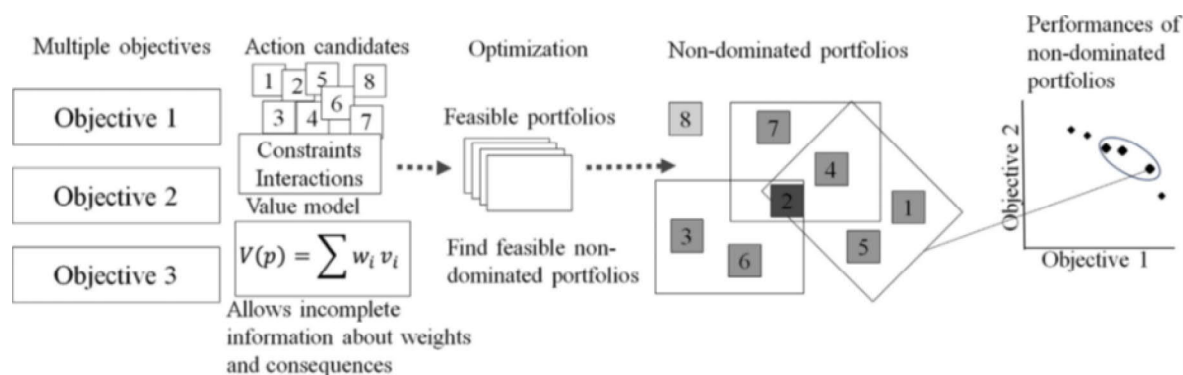 Multiple objectives
Objective 1
Objective 2
Objective 3
Action candidates
1 2 5 8
6
3 4 7
Constraints
Interactions
Value model
V(p) = ∑ w_i v_i
Allows incomplete
information about weights
and consequences
Optimization
Feasible portfolios
Find feasible non-
dominated portfolios
Non-dominated portfolios
8
7
4
2
1
3
5
6
Performances of
non-dominated
portfolios
Objective 2
Objective 1